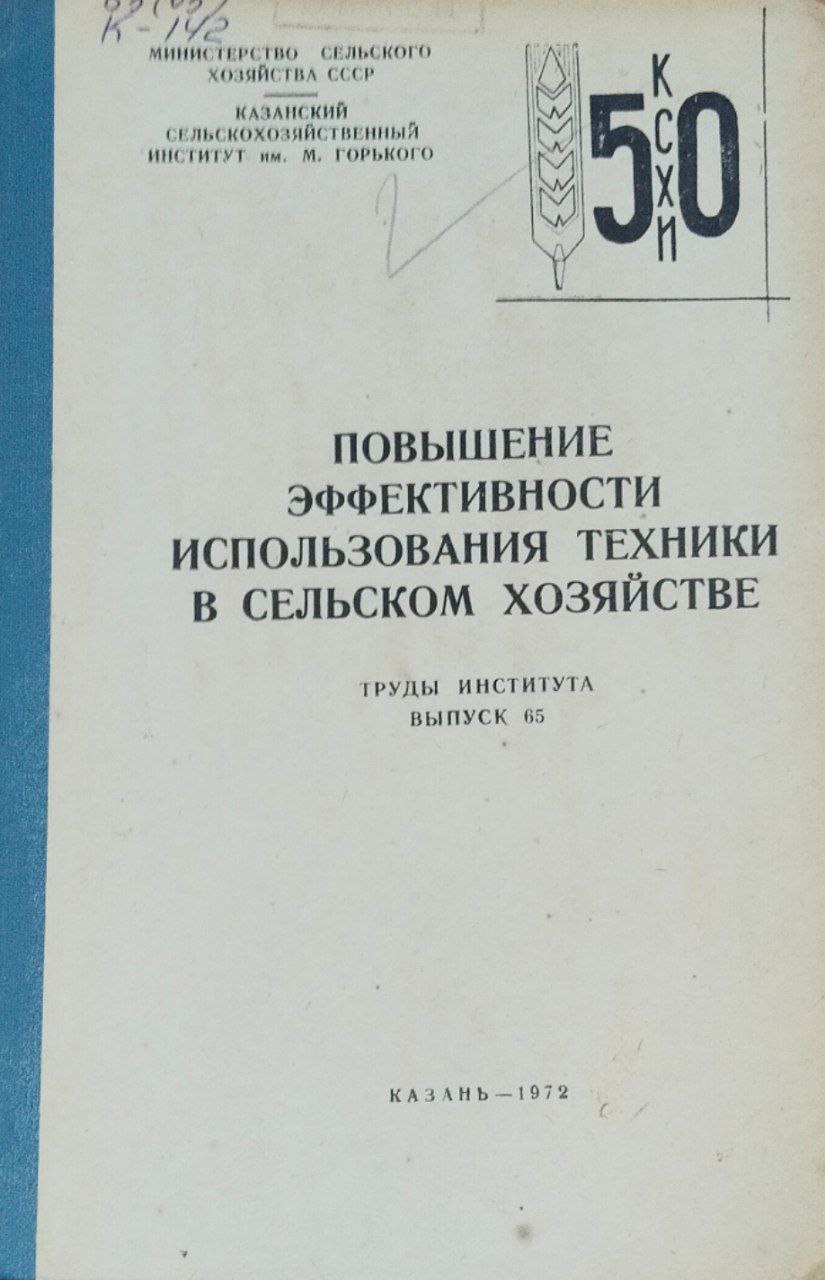 К-142
МИНИСТЕРСТВО СЕЛЬСКОГО
ХОЗЯЙСТВА СССР
КАЗАНСКИЙ
СЕЛЬСКОХОЗЯЙСТВЕННЫЙ
ИНСТИТУТ им. М. ГОРЬКОГО
50
КСХИ
ПОВЫШЕНИЕ
ЭФФЕКТИВНОСТИ
ИСПОЛЬЗОВАНИЯ ТЕХНИКИ
В СЕЛЬСКОМ ХОЗЯЙСТВЕ
ТРУДЫ ИНСТИТУТА
ВЫПУСК 65
КАЗАНЬ—1972